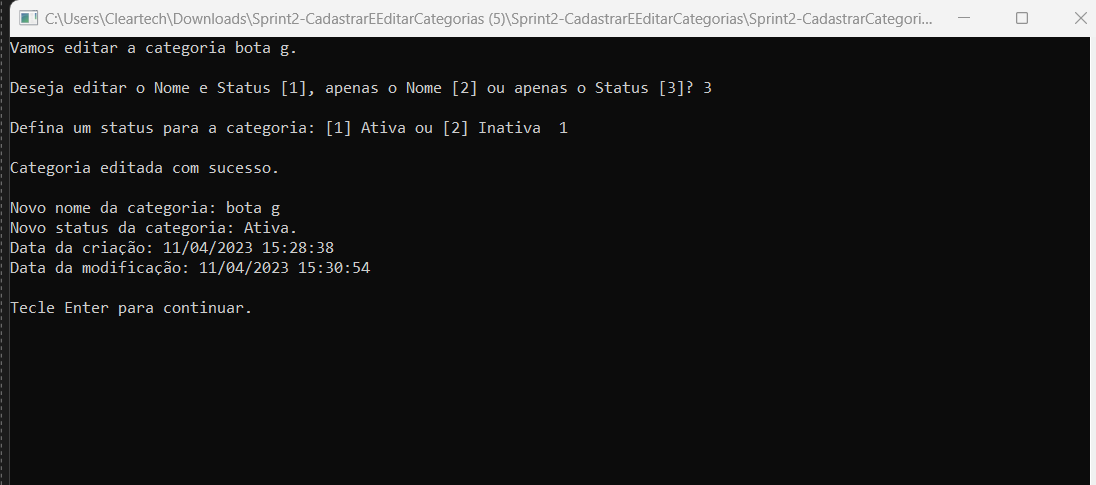 C:\Users\Cleartech\Downloads\Sprint2-CadastrarEEditarCategorias (5)\Sprint2-CadastrarEEditarCategorias\Sprint2-CadastrarCategori...
Vamos editar a categoria bota g.
Deseja editar o Nome e Status [1], apenas o Nome [2] ou apenas o Status [3]? 3
Defina um status para a categoria: [1] Ativa ou [2] Inativa  1
Categoria editada com sucesso.
Novo nome da categoria: bota g
Novo status da categoria: Ativa.
Data da criação: 11/04/2023 15:28:38
Data da modificação: 11/04/2023 15:30:54
Tecle Enter para continuar.